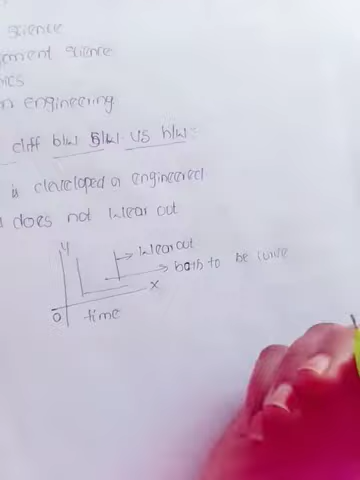 science
ment science
ics
n engineering
diff b/w S/w. vs h/w:
is developed or engineered
does not wear out
y
→ wear out
→ both to be curve
x
0 time